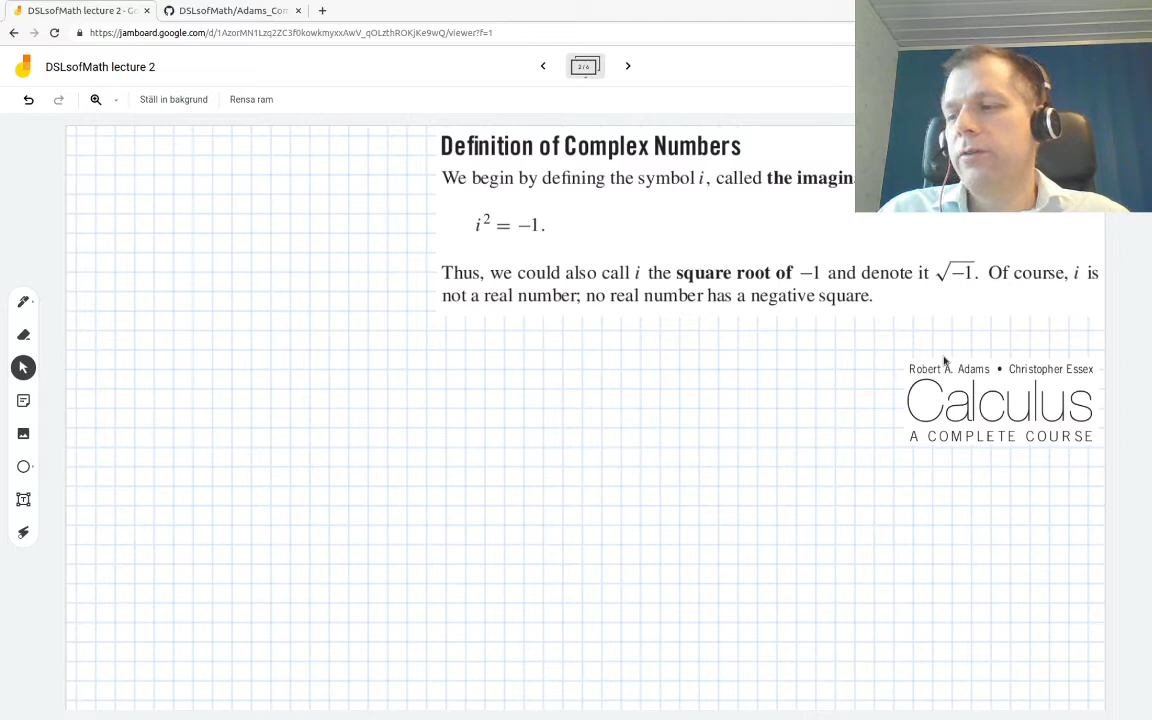 DSLsofMath lecture 2 - Go
DSLsofMath/Adams_Com
https://jamboard.google.com/d/1AzorMN1Lzq2ZC3f0kowkmyxxAwV_qOLzthROKjKe9wQ/viewer?f=1
DSLsofMath lecture 2
2/6
Ställ in bakgrund
Rensa ram
Definition of Complex Numbers
We begin by defining the symbol i, called the imagin
i² = −1.
Thus, we could also call i the square root of −1 and denote it √−1. Of course, i is
not a real number; no real number has a negative square.
Robert A. Adams • Christopher Essex
Calculus
A COMPLETE COURSE